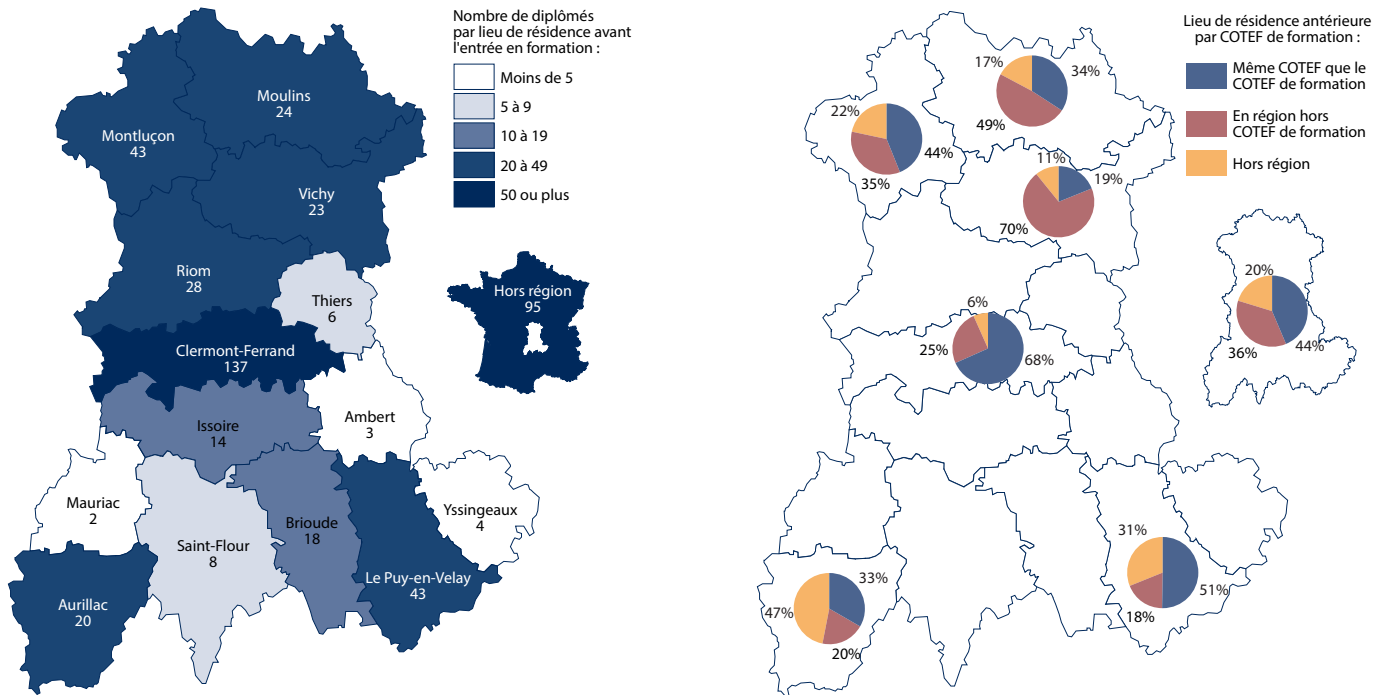 Nombre de diplômés
par lieu de résidence avant
l'entrée en formation :
Moins de 5
5 à 9
10 à 19
20 à 49
50 ou plus
Moulins
24
Montluçon
43
Vichy
23
Riom
28
Thiers
6
Hors région
95
Clermont-Ferrand
137
Ambert
3
Issoire
14
Mauriac
2
Yssingeaux
4
Brioude
18
Saint-Flour
8
Le Puy-en-Velay
43
Aurillac
20
Lieu de résidence antérieure
par COTEF de formation :
Même COTEF que le
COTEF de formation
En région hors
COTEF de formation
Hors région
17%
34%
49%
22%
44%
35%
11%
19%
70%
20%
44%
36%
6%
25%
68%
31%
51%
18%
33%
47%
20%